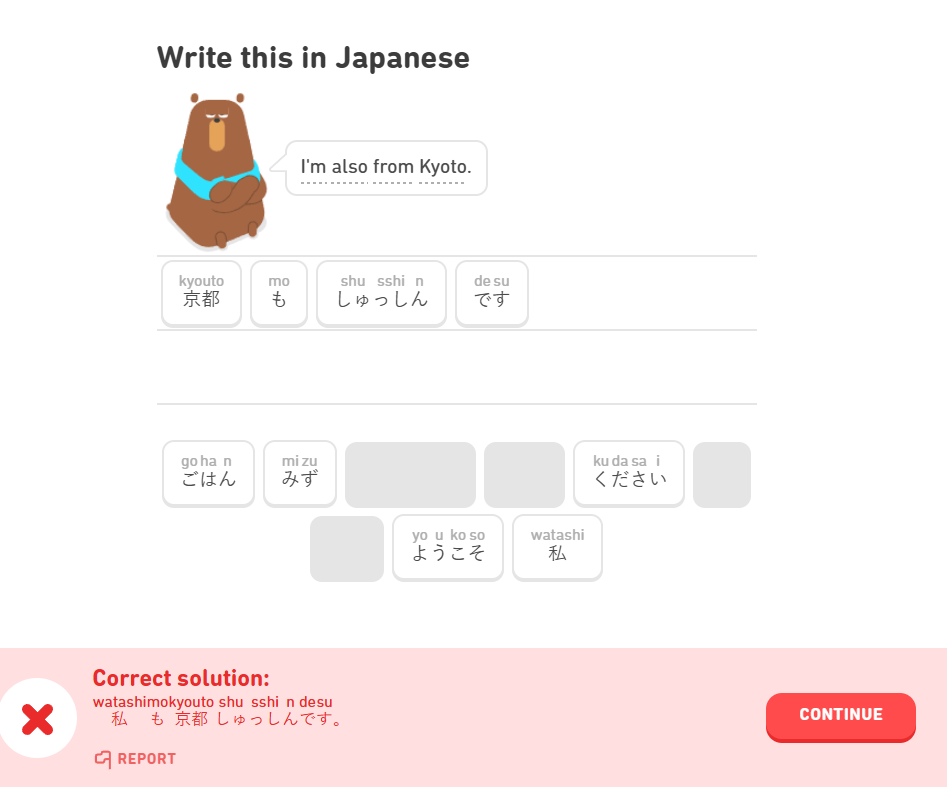 Write this in Japanese
I'm also from Kyoto.
kyouto mo shu sshi n de su
京都 も しゅっしん です
go ha n mi zu ku da sa i
ごはん みず ください
yo u ko so watashi
ようこそ 私
Correct solution:
watashimokyouto shu sshi n desu
私 も 京都 しゅっしんです。
REPORT
CONTINUE